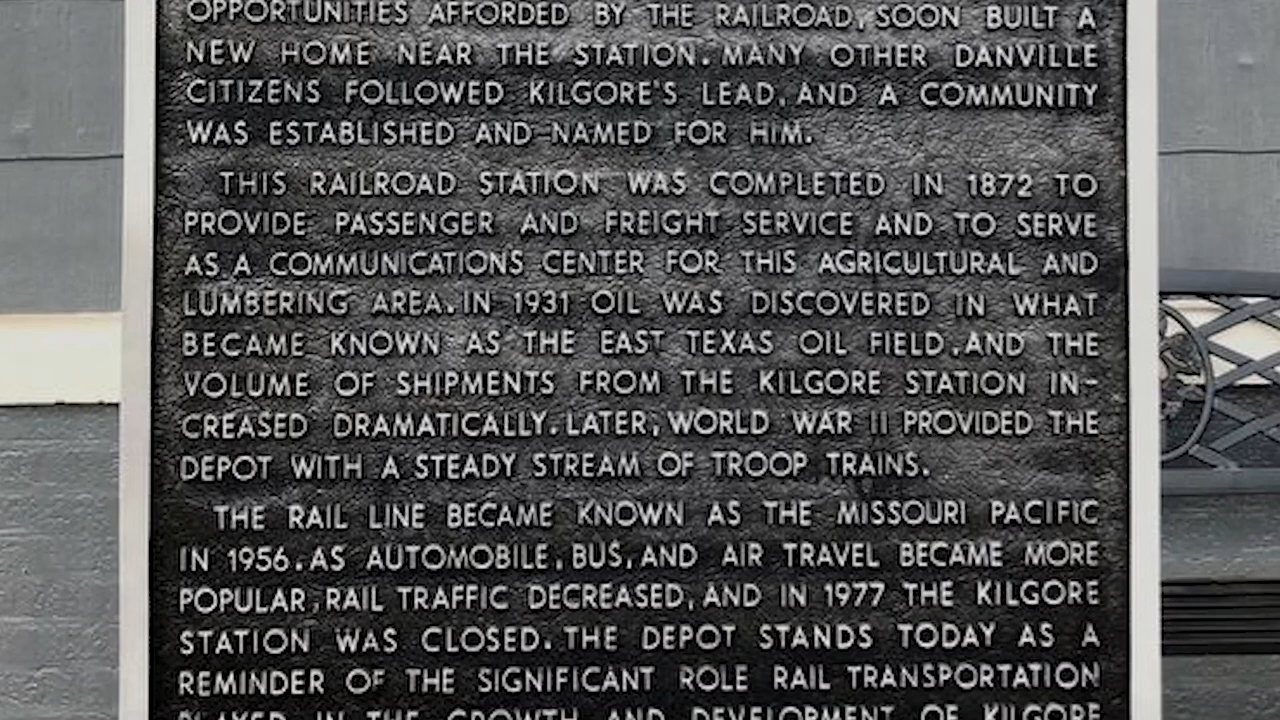 OPPORTUNITIES AFFORDED BY THE RAILROAD, SOON BUILT A
NEW HOME NEAR THE STATION. MANY OTHER DANVILLE
CITIZENS FOLLOWED KILGORE'S LEAD, AND A COMMUNITY
WAS ESTABLISHED AND NAMED FOR HIM.
THIS RAILROAD STATION WAS COMPLETED IN 1872 TO
PROVIDE PASSENGER AND FREIGHT SERVICE AND TO SERVE
AS A COMMUNICATIONS CENTER FOR THIS AGRICULTURAL AND
LUMBERING AREA. IN 1931 OIL WAS DISCOVERED IN WHAT
BECAME KNOWN AS THE EAST TEXAS OIL FIELD, AND THE
VOLUME OF SHIPMENTS FROM THE KILGORE STATION IN-
CREASED DRAMATICALLY. LATER, WORLD WAR II PROVIDED THE
DEPOT WITH A STEADY STREAM OF TROOP TRAINS.
THE RAIL LINE BECAME KNOWN AS THE MISSOURI PACIFIC
IN 1956. AS AUTOMOBILE, BUS, AND AIR TRAVEL BECAME MORE
POPULAR, RAIL TRAFFIC DECREASED, AND IN 1977 THE KILGORE
STATION WAS CLOSED. THE DEPOT STANDS TODAY AS A
REMINDER OF THE SIGNIFICANT ROLE RAIL TRANSPORTATION
PLAYED IN THE GROWTH AND DEVELOPMENT OF KILGORE